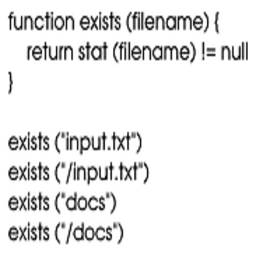 function exists (filename) {
return stat (filename) != null
}
exists ("input.txt")
exists ("/input.txt")
exists ("docs")
exists ("/docs")